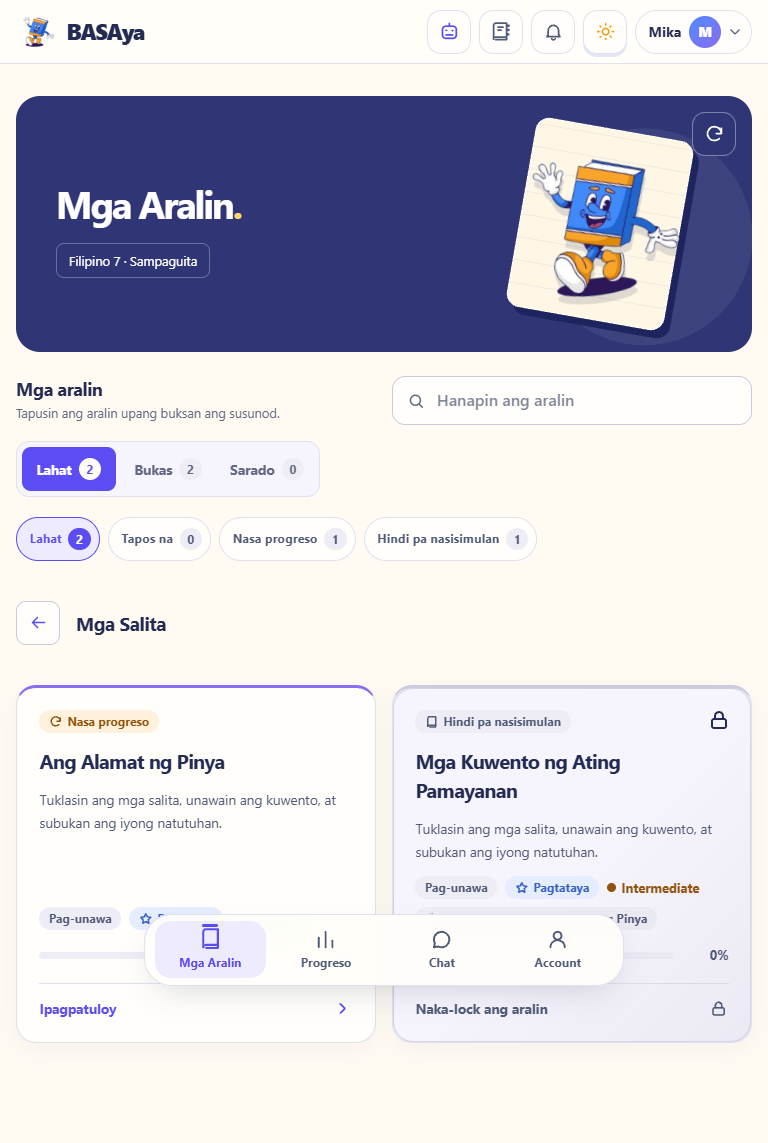 BASAya
Mika
M
Mga Aralin.
Filipino 7 · Sampaguita
Mga aralin
Tapusin ang aralin upang buksan ang susunod.
Hanapin ang aralin
Lahat 2
Bukas 2
Sarado 0
Lahat 2
Tapos na 0
Nasa progreso 1
Hindi pa nasisimulan 1
Mga Salita
Nasa progreso
Ang Alamat ng Pinya
Tuklasin ang mga salita, unawain ang kuwento, at
subukan ang iyong natutuhan.
Pag-unawa
Ipagpatuloy
Hindi pa nasisimulan
Mga Kuwento ng Ating
Pamayanan
Tuklasin ang mga salita, unawain ang kuwento, at
subukan ang iyong natutuhan.
Pag-unawa
Pagtataya
Intermediate
Pinya
0%
Naka-lock ang aralin
Mga Aralin
Progreso
Chat
Account